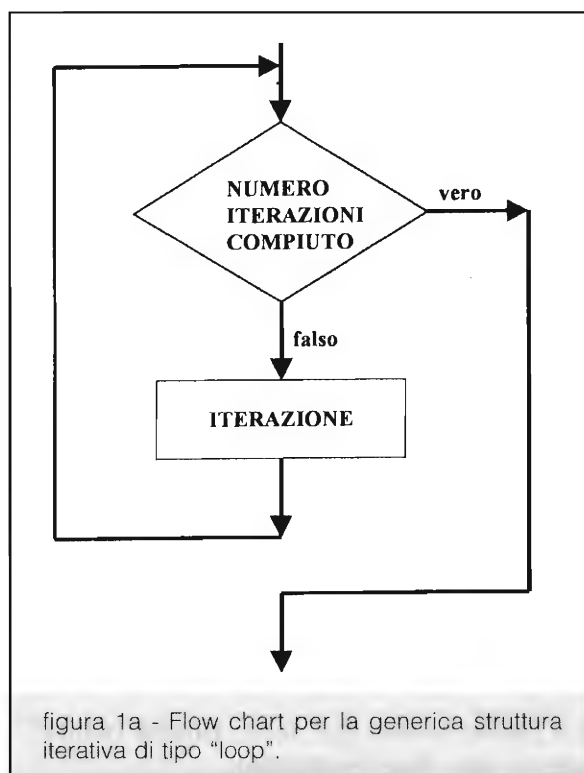 NUMERO
ITERAZIONI
COMPIUTO
vero
falso
ITERAZIONE
figura 1a - Flow chart per la generica struttura
iterativa di tipo "loop".